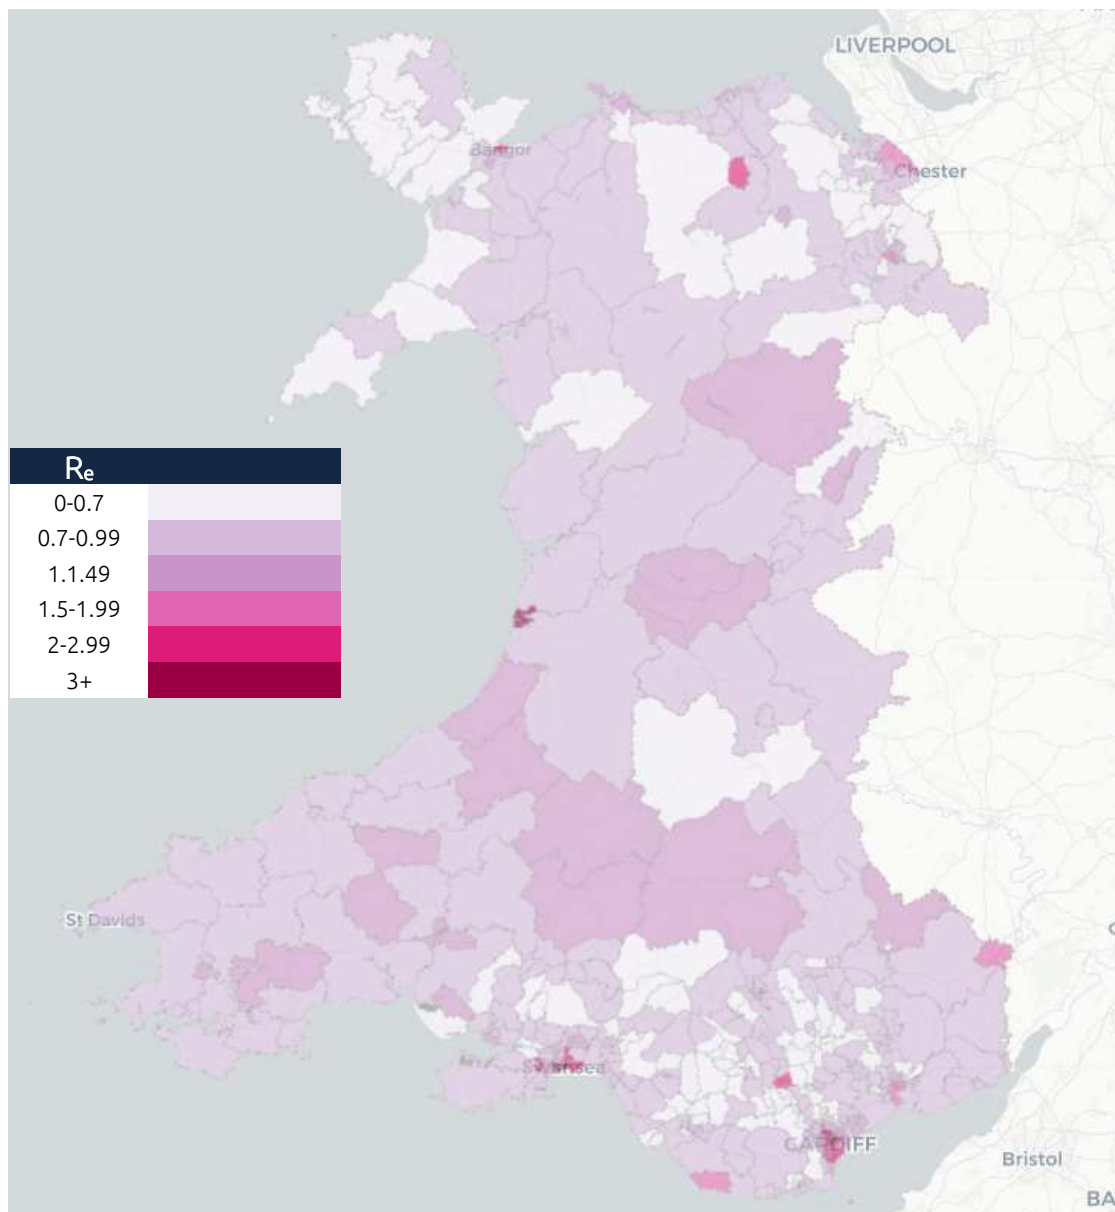 LIVERPOOL
Bangor
Chester
Re
0-0.7
0.7-0.99
1.1.49
1.5-1.99
2-2.99
3+
St Davids
Swansea
CARDIFF
Bristol
BA